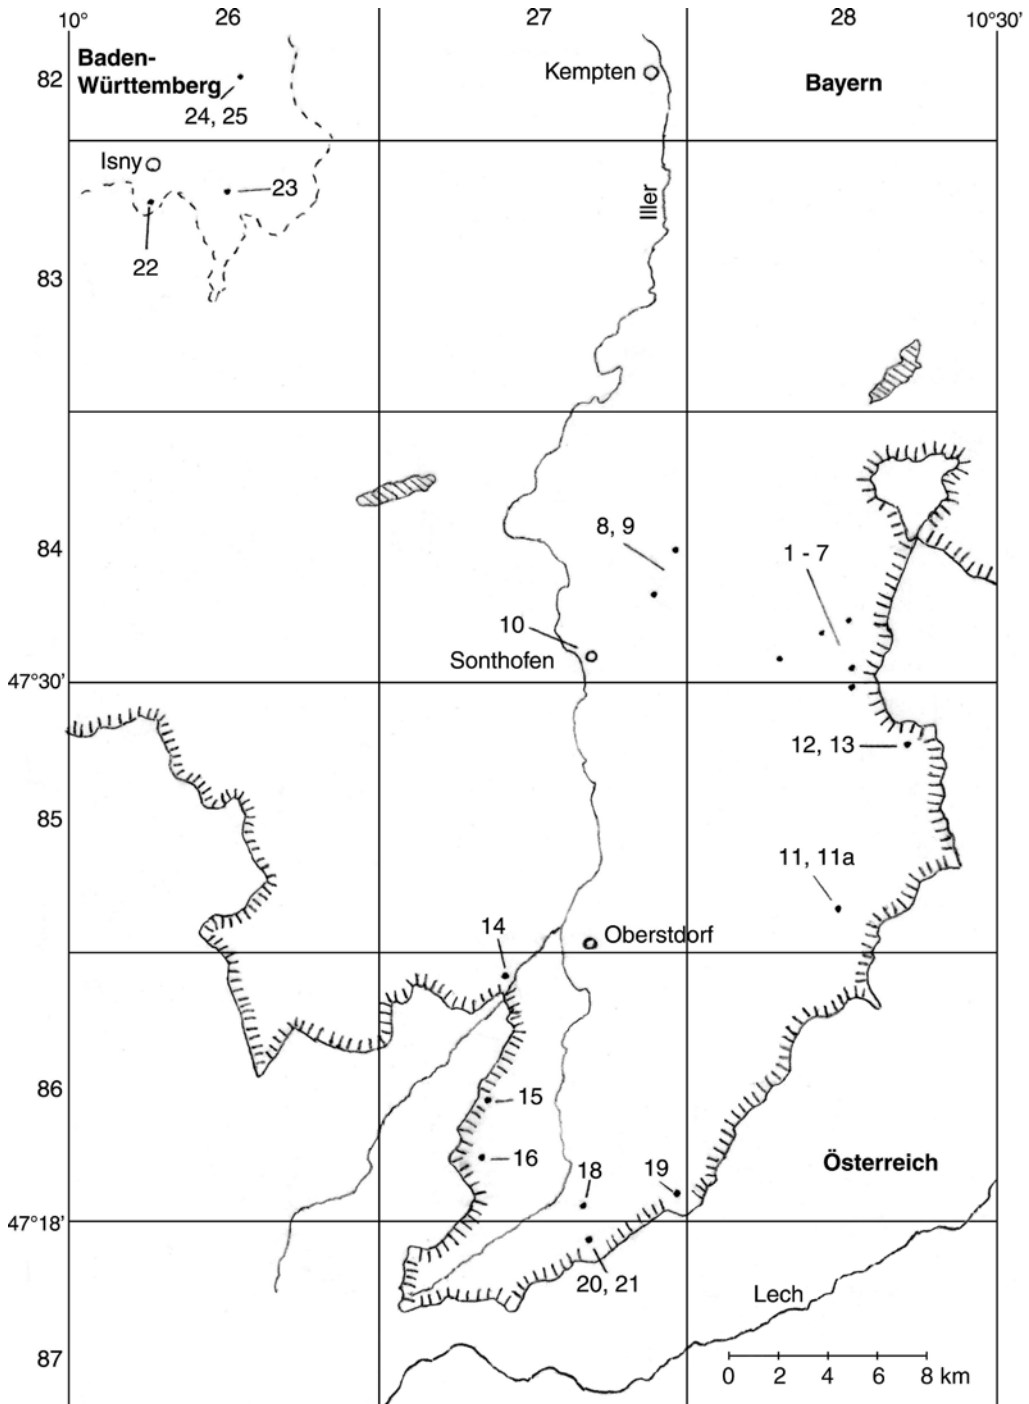 10°
26
27
28
10°30'
Baden-
Württemberg
82
Kempten
Bayern
24, 25
Isny
23
Iller
22
83
8, 9
84
1 - 7
10
Sonthofen
47°30'
12, 13
85
11, 11a
14
Oberstdorf
86
15
16
18
19
Österreich
47°18'
20, 21
Lech
87
0 2 4 6 8 km